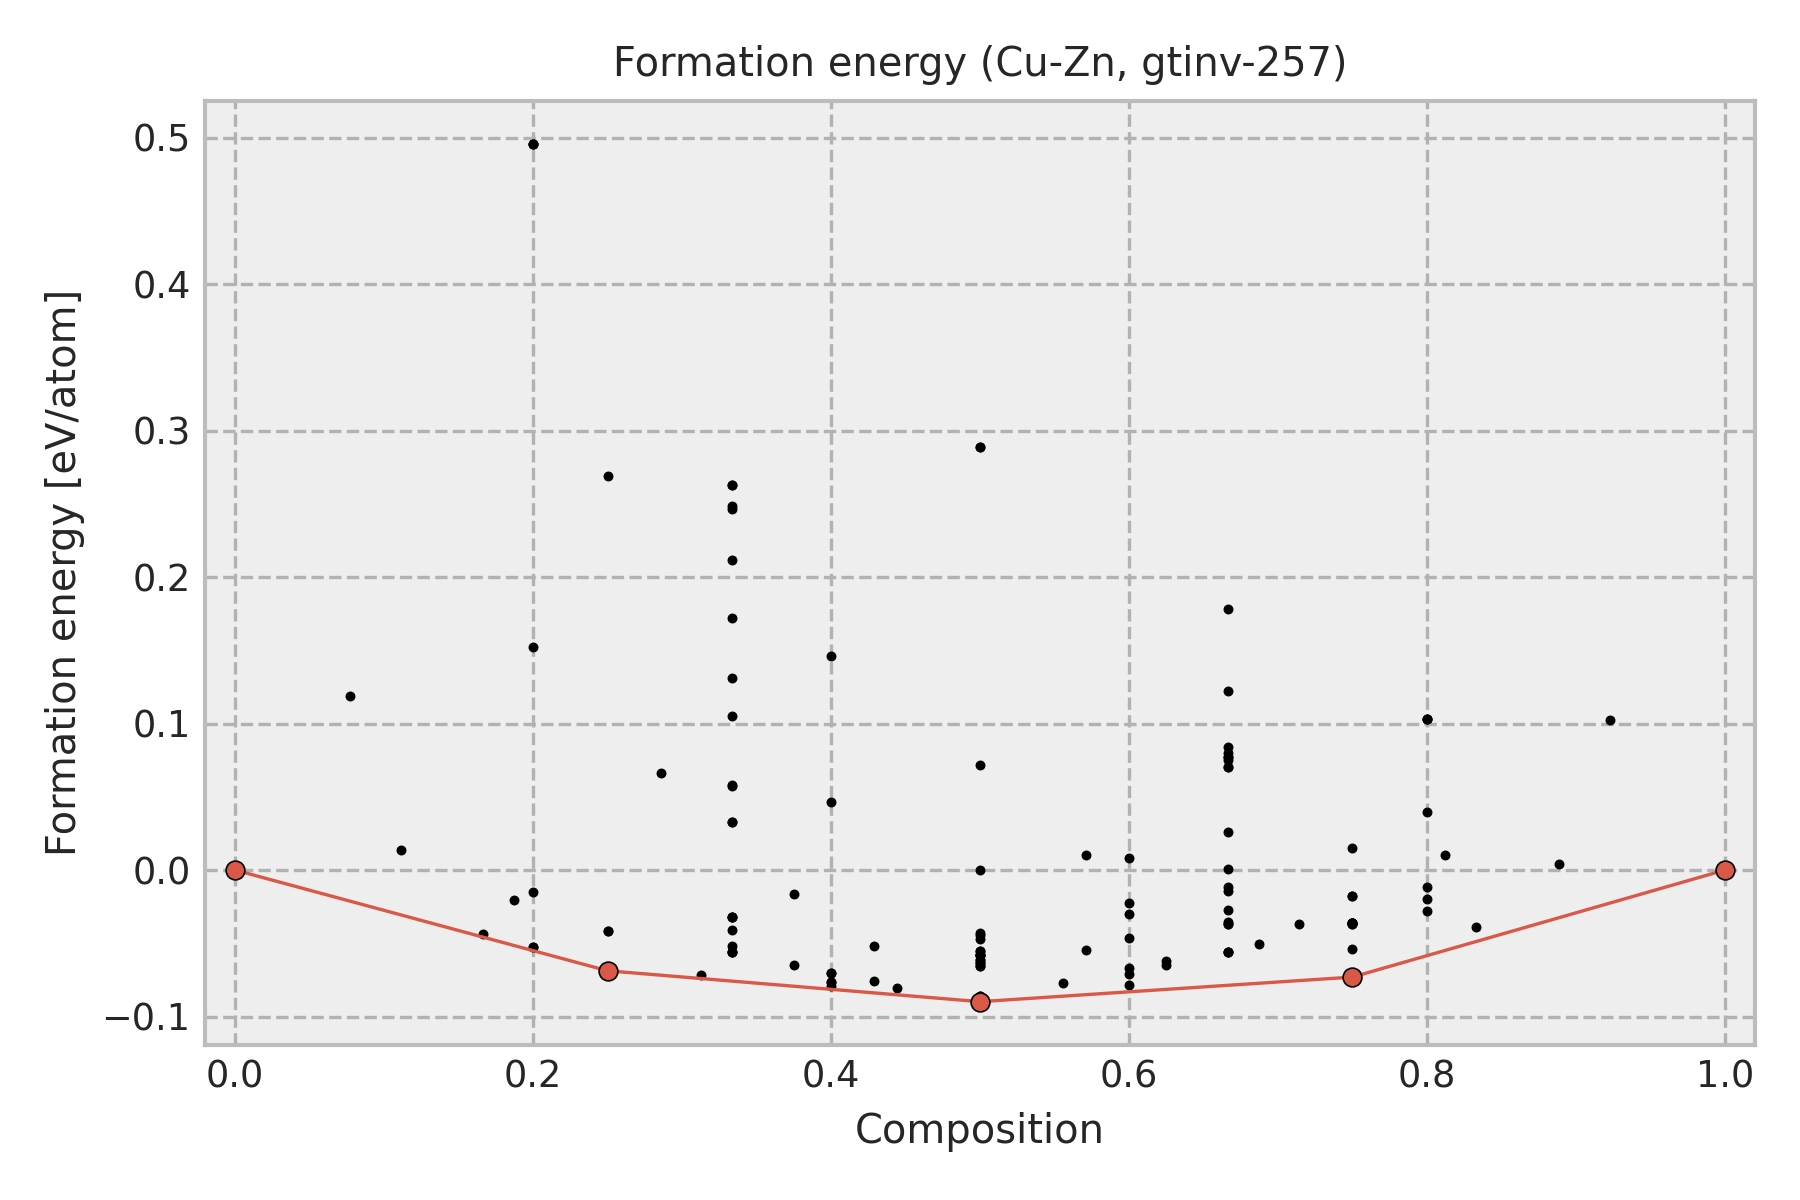 Formation energy (Cu-Zn, gtinv-257)
Formation energy [eV/atom]
0.5
0.4
0.3
0.2
0.1
0.0
−0.1
0.0 0.2 0.4 0.6 0.8 1.0
Composition